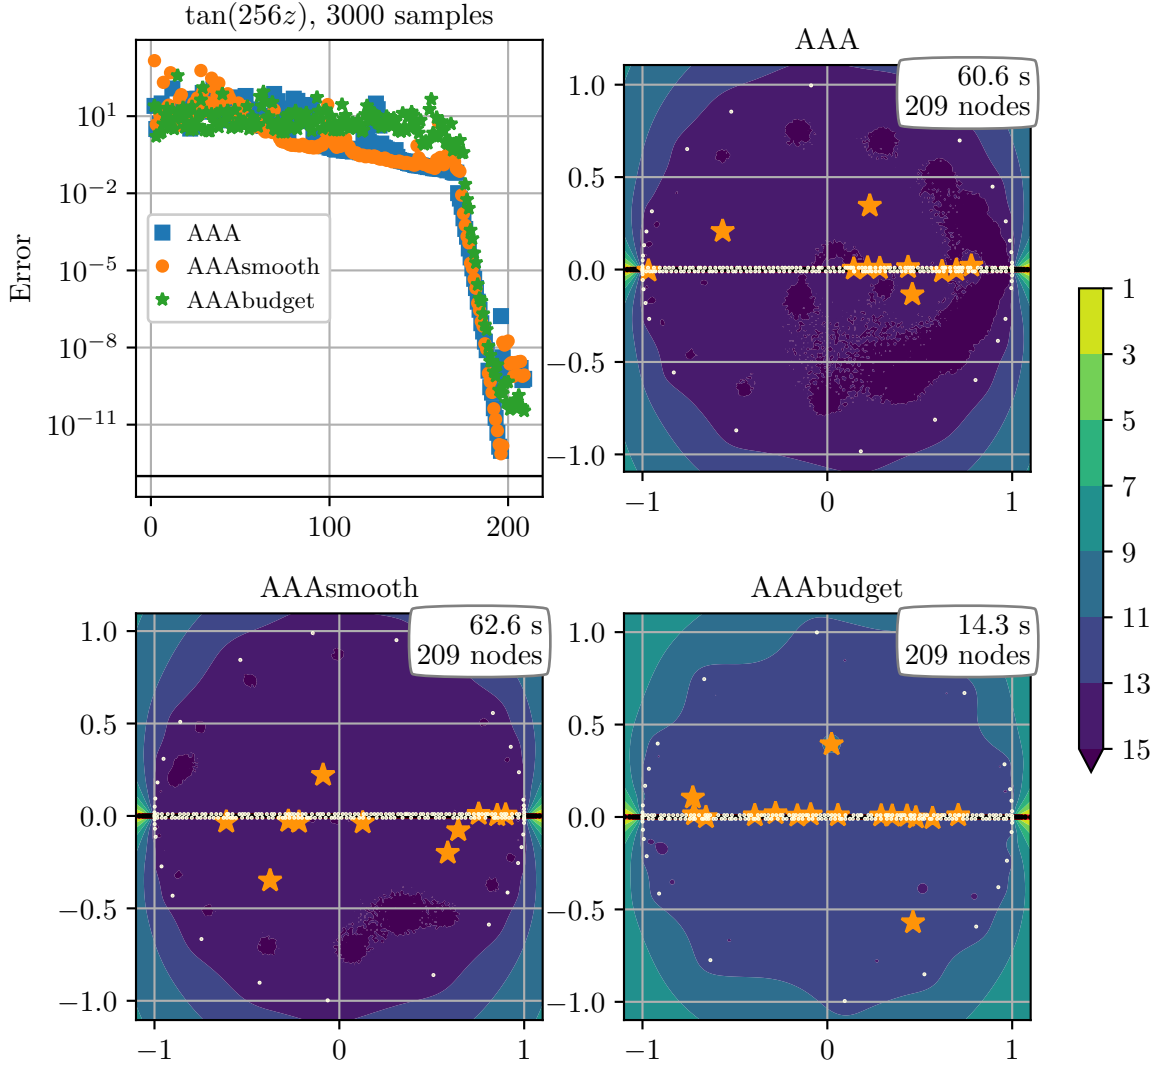 tan(256z), 3000 samples
Error
10^1
10^−2
10^−5
10^−8
10^−11
0
100
200
AAA
AAAsmooth
AAAbudget
AAA
60.6 s
209 nodes
1.0
0.5
0.0
−0.5
−1.0
−1
0
1
1
3
5
7
9
11
13
15
AAAsmooth
62.6 s
209 nodes
1.0
0.5
0.0
−0.5
−1.0
−1
0
1
AAAbudget
14.3 s
209 nodes
1.0
0.5
0.0
−0.5
−1.0
−1
0
1